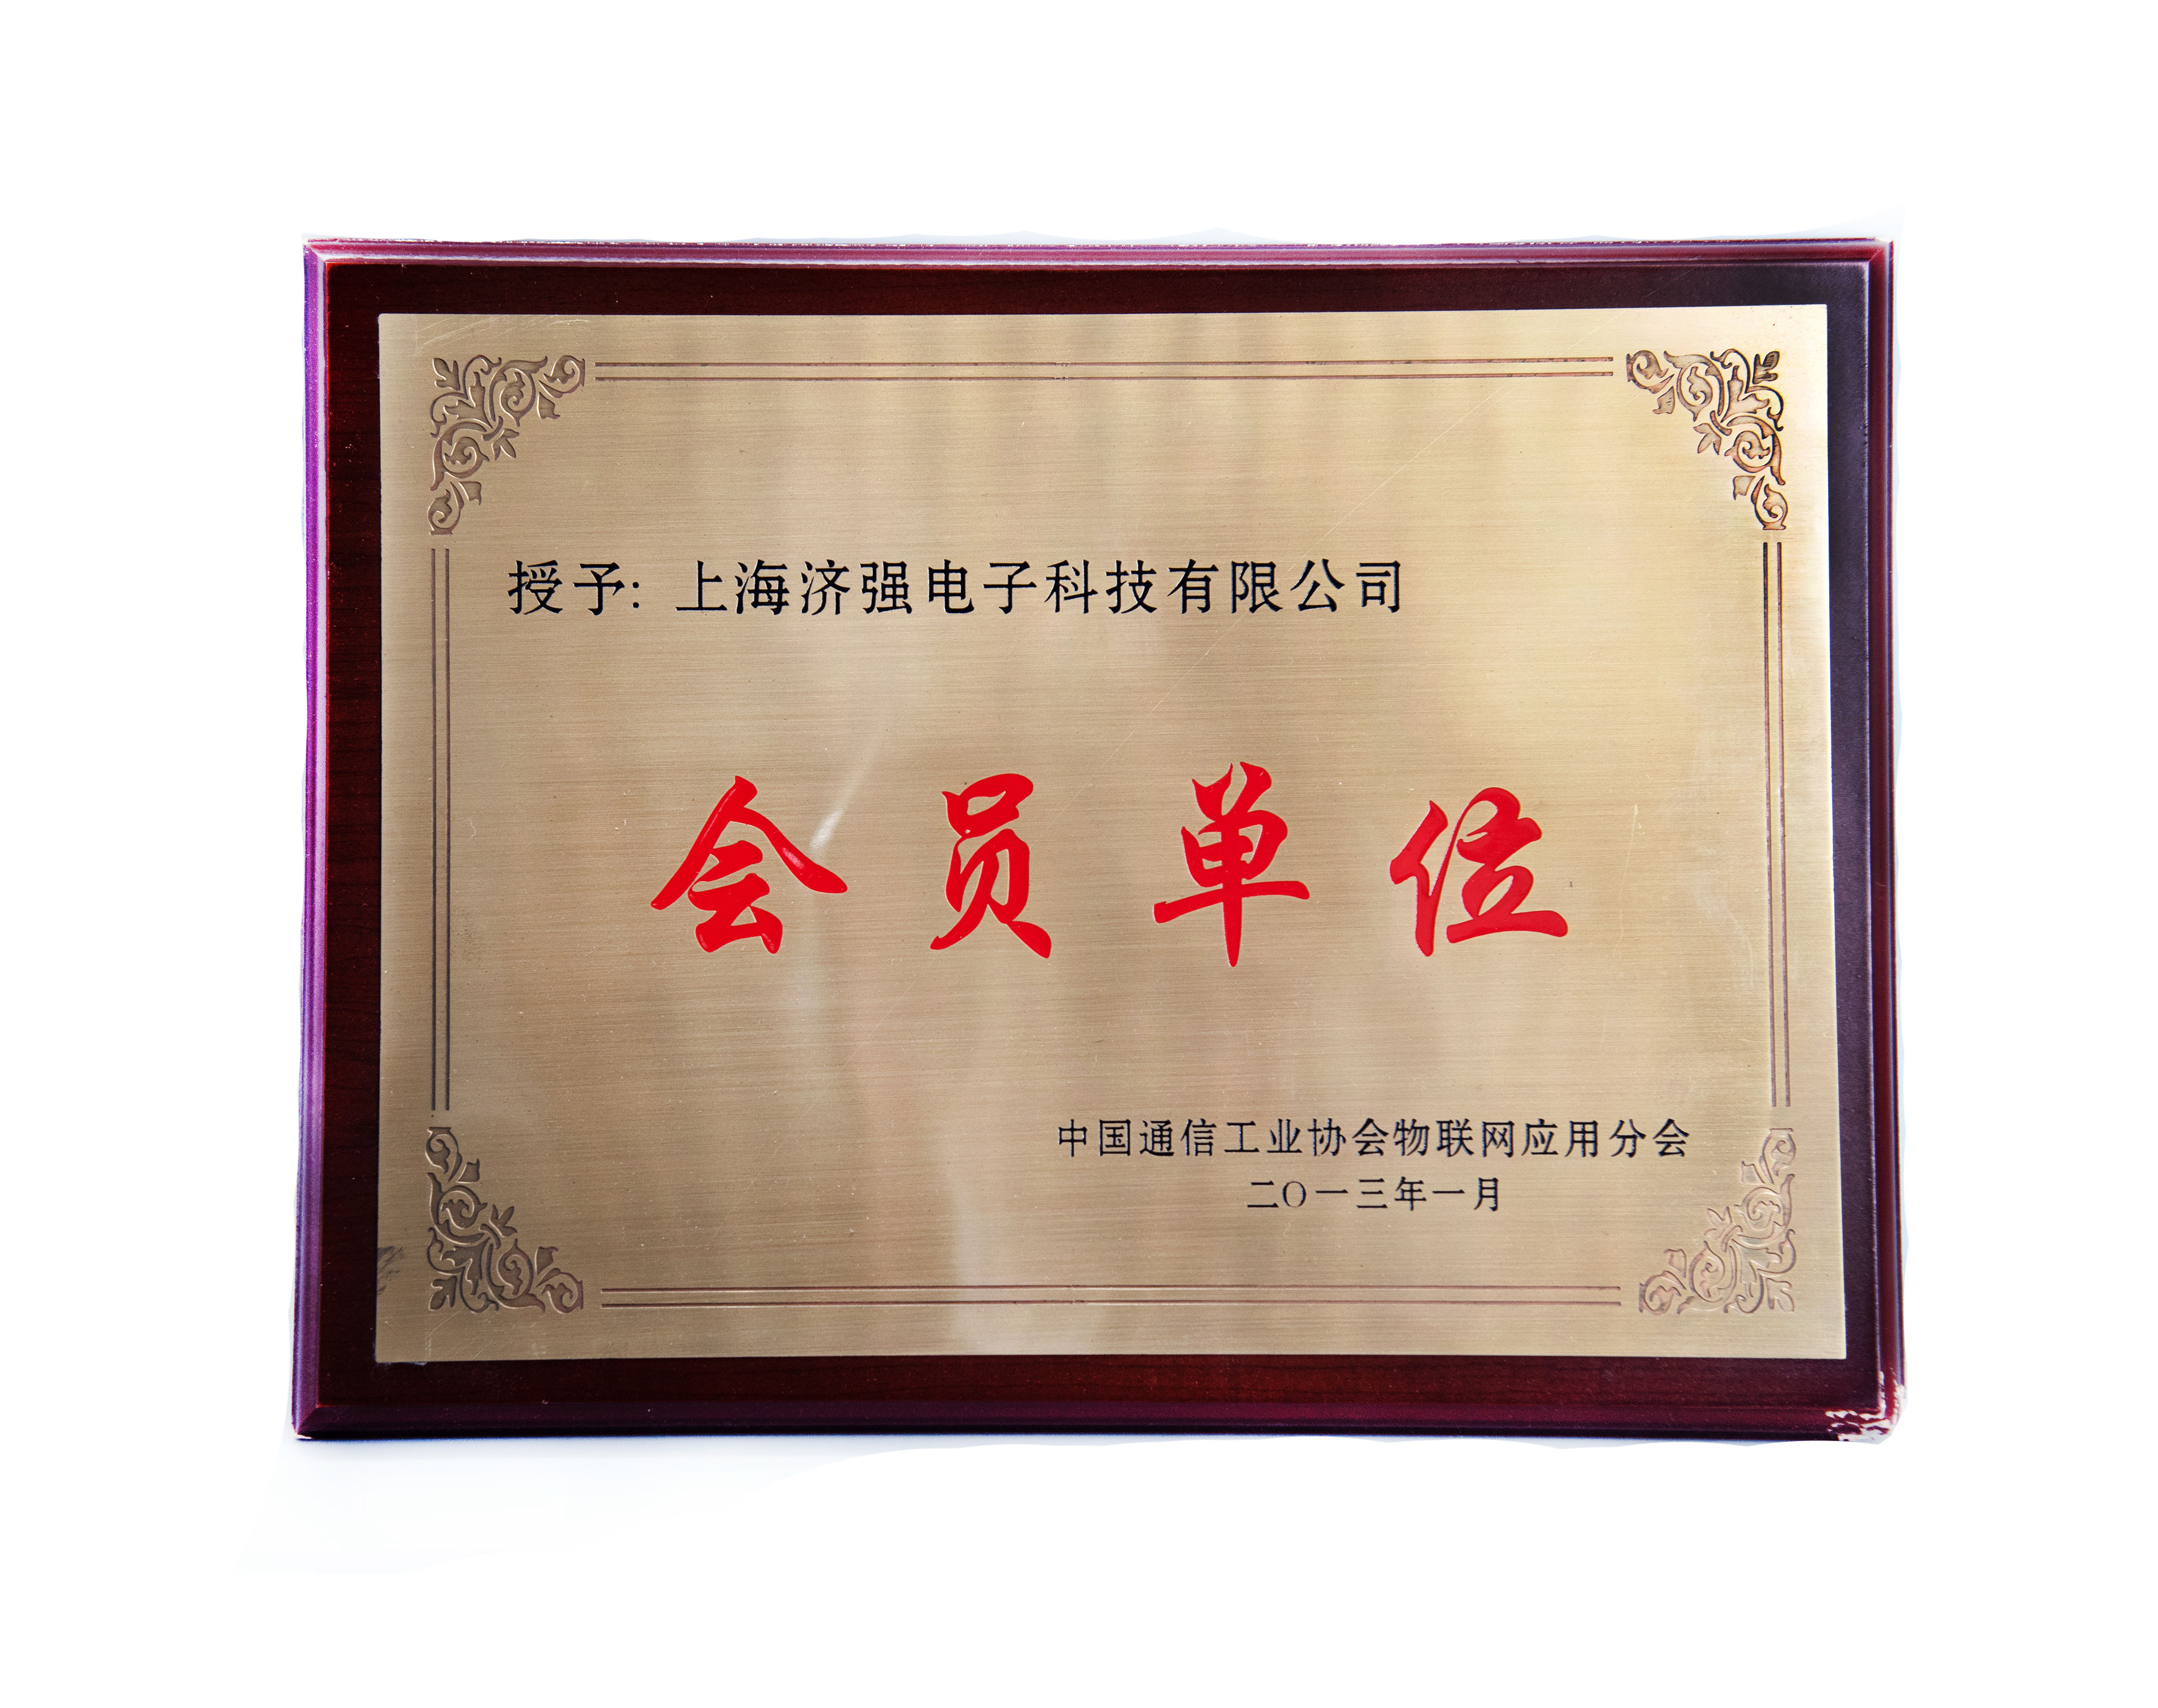 授予: 上海济强电子科技有限公司
会员单位
中国通信工业协会物联网应用分会
二〇一三年一月